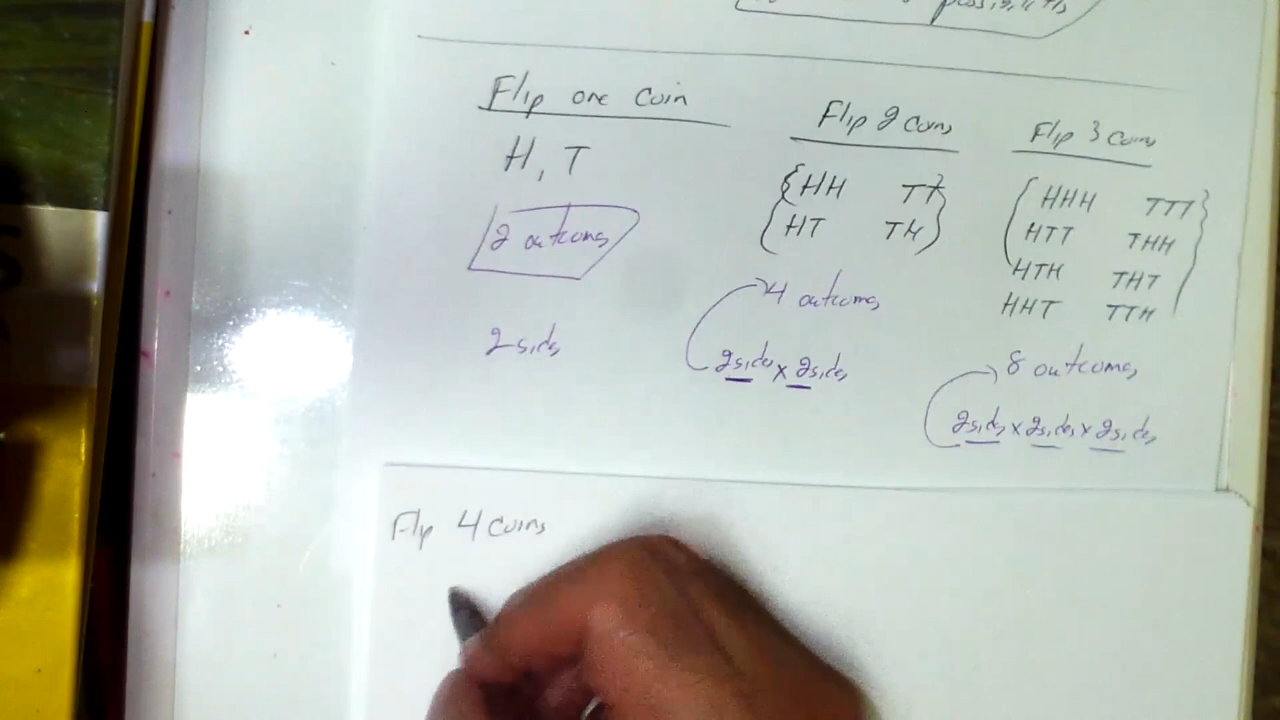 Flip one coin
H, T
2 outcomes
2 sides
Flip 2 coins
{HH TT}
(HT TH)
4 outcomes
2 sides x 2 sides
Flip 3 coins
HHH TTT
HTT THH
HTH THT
HHT TTH
8 outcomes
2 sides x 2 sides x 2 sides
Flip 4 coins